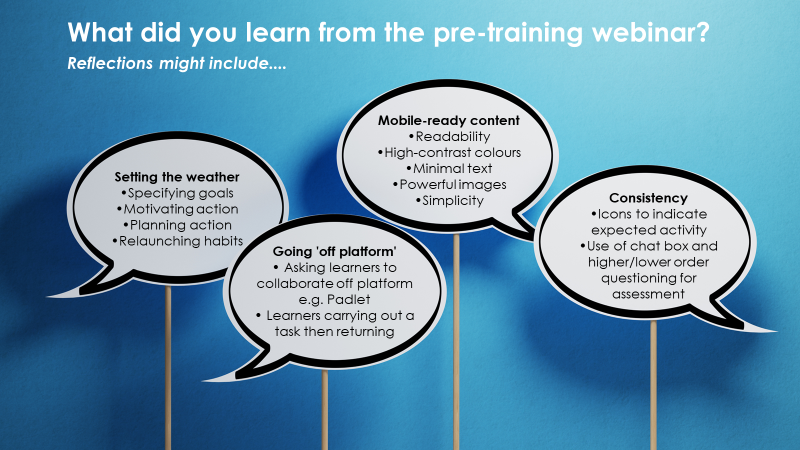 What did you learn from the pre-training webinar?
Reflections might include....
Setting the weather
•Specifying goals
•Motivating action
•Planning action
•Relaunching habits
Going 'off platform'
• Asking learners to
collaborate off platform
e.g. Padlet
• Learners carrying out a
task then returning
Mobile-ready content
•Readability
•High-contrast colours
•Minimal text
•Powerful images
•Simplicity
Consistency
•Icons to indicate
expected activity
•Use of chat box and
higher/lower order
questioning for
assessment